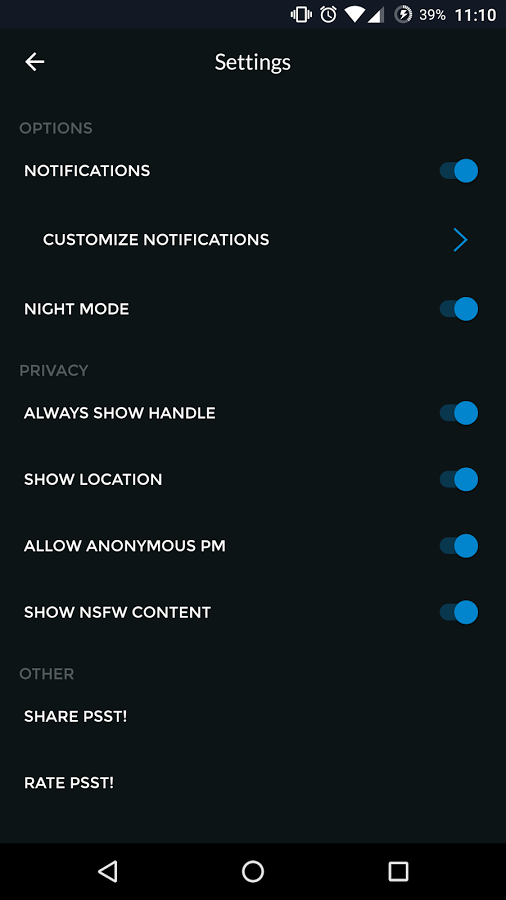 39% 11:10
Settings
OPTIONS
NOTIFICATIONS
CUSTOMIZE NOTIFICATIONS
NIGHT MODE
PRIVACY
ALWAYS SHOW HANDLE
SHOW LOCATION
ALLOW ANONYMOUS PM
SHOW NSFW CONTENT
OTHER
SHARE PSST!
RATE PSST!